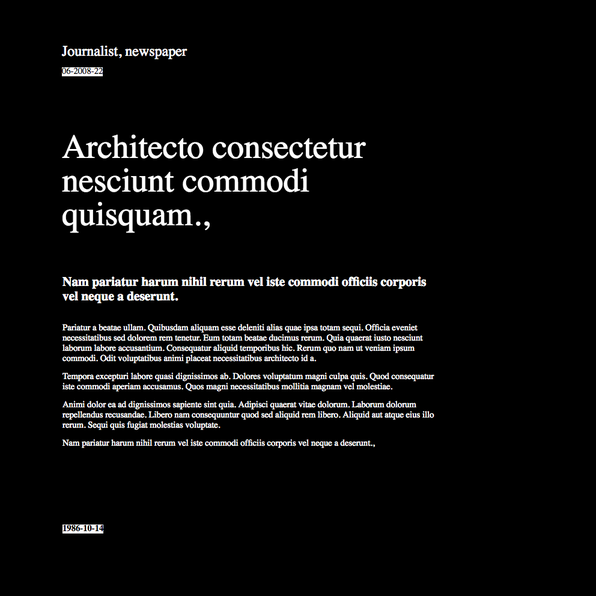 Journalist, newspaper
06-2008-22
Architecto consectetur
nesciunt commodi
quisquam.,
Nam pariatur harum nihil rerum vel iste commodi officiis corporis
vel neque a deserunt.
Pariatur a beatae ullam. Quibusdam aliquam esse deleniti alias quae ipsa totam sequi. Officia eveniet
necessitatibus sed dolorem rem tenetur. Eum totam beatae ducimus rerum. Quia quaerat iusto nesciunt
laborum labore accusantium. Consequatur aliquid temporibus hic. Rerum quo nam ut veniam ipsum
commodi. Odit voluptatibus animi placeat necessitatibus architecto id a.
Tempora excepturi labore quasi dignissimos ab. Dolores voluptatum magni culpa quis. Quod consequatur
iste commodi aperiam accusamus. Quos magni necessitatibus mollitia magnam vel molestiae.
Animi dolor ea ad dignissimos sapiente sint quia. Adipisci quaerat vitae dolorum. Laborum dolorum
repellendus recusandae. Libero nam consequuntur quod sed aliquid rem libero. Aliquid aut atque eius illo
rerum. Sequi quis fugiat molestias voluptate.
Nam pariatur harum nihil rerum vel iste commodi officiis corporis vel neque a deserunt.,
1986-10-14